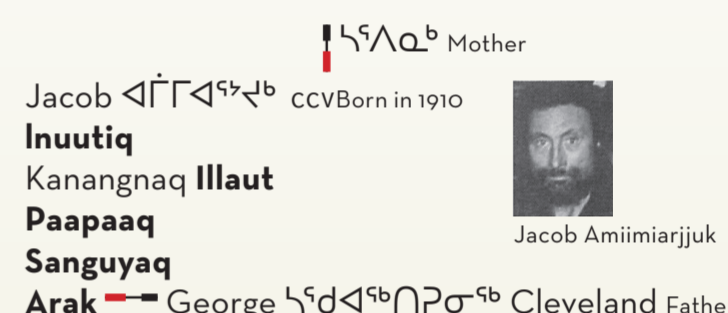 ᓴᕐᐱᓇᒃ Mother
Jacob ᐊᒦᒥᐊᕐᔪᒃ CCVBorn in 1910
Inuutiq
Kanangnaq Illaut
Paapaaq
Sanguyaq
Jacob Amiimiarjjuk
Arak George ᓴᕐᑯᐊᖅᑎᕈᓂᖅ Cleveland Fathe